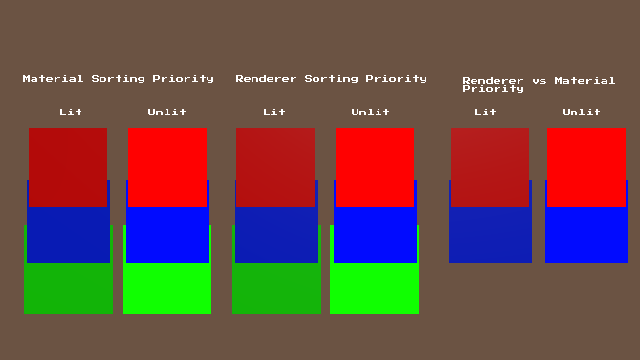 Material Sorting Priority
Renderer Sorting Priority
Renderer vs Material
Priority
Lit
Unlit
Lit
Unlit
Lit
Unlit